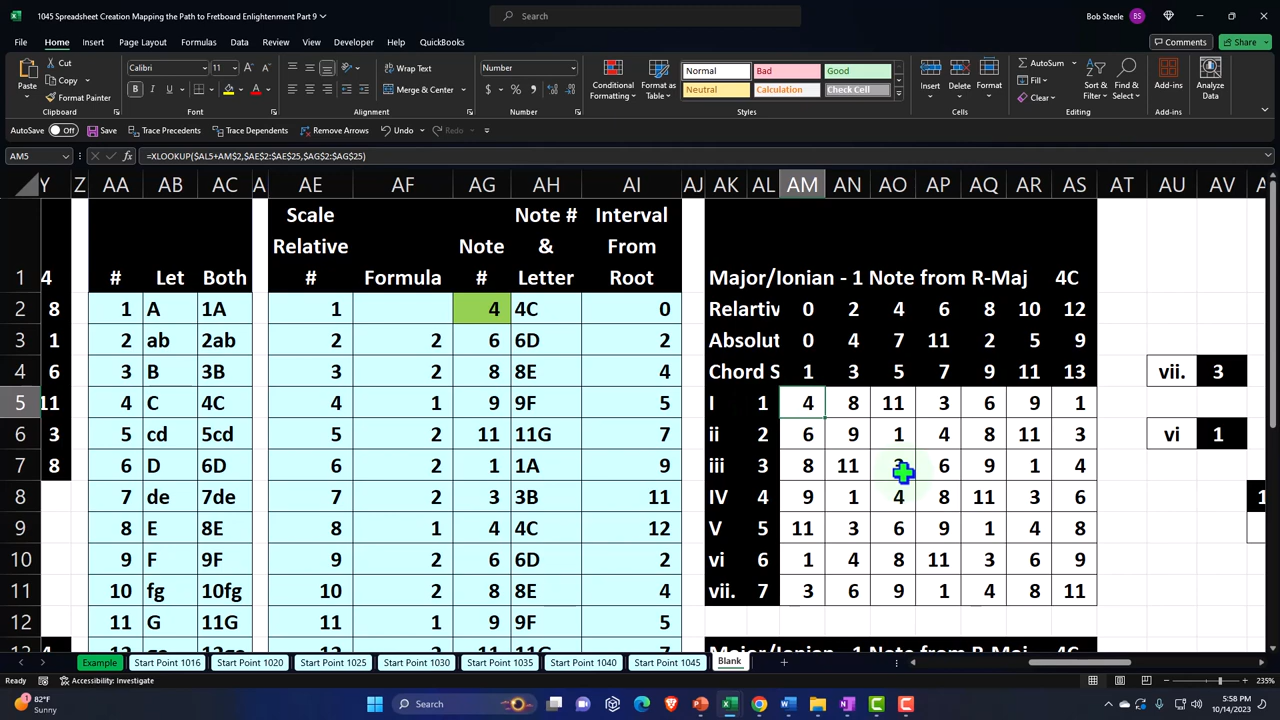 1045 Spreadsheet Creation Mapping the Path to Fretboard Enlightenment Part 9
Search
Bob Steele BS
File Home Insert Page Layout Formulas Data Review View Developer Help QuickBooks
Comments Share
Paste Cut Copy Format Painter
Calibri 11
Wrap Text
Merge & Center
Number
Conditional Formatting Format as Table
Normal Bad Good
Neutral Calculation Check Cell
Insert Delete Format
AutoSum Fill Clear
Sort & Filter Find & Select
Add-ins
Analyze Data
Clipboard Font Alignment Number Styles Cells Editing Add-ins
AutoSave Off Save Trace Precedents Trace Dependents Remove Arrows Undo Redo
AM5 =XLOOKUP($AL5+AM$2,$AE$2:$AE$25,$AG$2:$AG$25)
Y Z AA AB AC A AE AF AG AH AI AJ AK AL AM AN AO AP AQ AR AS AT AU AV
Scale Note # Interval
Relative Note & From
1 4 # Let Both # Formula # Letter Root Major/Ionian - 1 Note from R-Maj 4C
2 8 1 A 1A 1 4 4C 0 Relartiv 0 2 4 6 8 10 12
3 1 2 ab 2ab 2 2 6 6D 2 Absolut 0 4 7 11 2 5 9
4 6 3 B 3B 3 2 8 8E 4 Chord S 1 3 5 7 9 11 13 vii. 3
5 11 4 C 4C 4 1 9 9F 5 I 1 4 8 11 3 6 9 1
6 3 5 cd 5cd 5 2 11 11G 7 ii 2 6 9 1 4 8 11 3 vi 1
7 8 6 D 6D 6 2 1 1A 9 iii 3 8 11 3 6 9 1 4
8 7 de 7de 7 2 3 3B 11 IV 4 9 1 4 8 11 3 6 1
9 8 E 8E 8 1 4 4C 12 V 5 11 3 6 9 1 4 8
10 9 F 9F 9 2 6 6D 2 vi 6 1 4 8 11 3 6 9
11 10 fg 10fg 10 2 8 8E 4 vii. 7 3 6 9 1 4 8 11
12 11 G 11G 11 1 9 9F 5
Major/Ionian - 1 Note from R-Maj 4C
Example Start Point 1016 Start Point 1020 Start Point 1025 Start Point 1030 Start Point 1035 Start Point 1040 Start Point 1045 Blank
Ready Accessibility: Investigate 235%
82°F
Sunny
Search
5:58 PM
10/14/2023